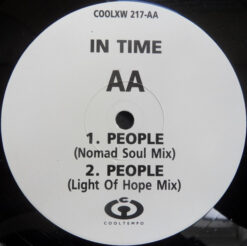 COOLXW 217-AA
IN TIME
AA
1. PEOPLE
(Nomad Soul Mix)
2. PEOPLE
(Light Of Hope Mix)
COOLTEMPO